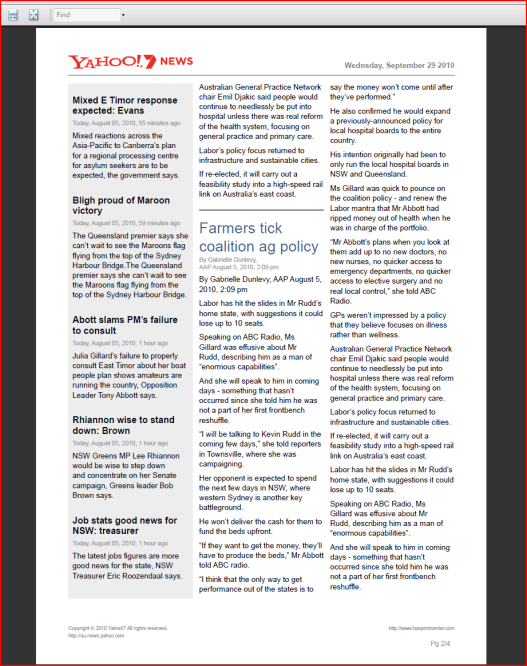 Find
YAHOO!7 NEWS
Wednsday, September 29 2010
Mixed E Timor response
expected: Evans
Today, August 05, 2010, 55 minutes ago
Mixed reactions across the
Asia-Pacific to Canberra's plan
for a regional processing centre
for asylum seekers are to be
expected, the government says.
Bligh proud of Maroon
victory
Today, August 05, 2010, 59 minutes ago
The Queensland premier says she
can't wait to see the Maroons flag
flying from the top of the Sydney
Harbour Bridge.The Queensland
premier says she can't wait to see
the Maroons flag flying from the
top of the Sydney Harbour Bridge.
Abott slams PM's failure
to consult
Today, August 05, 2010, 1 hour ago
Julia Gillard's failure to properly
consult East Timor about her boat
people plan shows amateurs are
running the country, Opposition
Leader Tony Abbott says.
Rhiannon wise to stand
down: Brown
Today, August 05, 2010, 1 hour ago
NSW Greens MP Lee Rhiannon
would be wise to step down
and concentrate on her Senate
campaign, Greens leader Bob
Brown says.
Job stats good news for
NSW: treasurer
Today, August 05, 2010, 1 hour ago
The latest jobs figures are more
good news for the state, NSW
Treasurer Eric Roozendaal says.
Australian General Practice Network
chair Emil Djakic said people would
continue to needlessly be put into
hospital unless there was real reform
of the health system, focusing on
general practice and primary care.
Labor's policy focus returned to
infrastructure and sustainable cities.
If re-elected, it will carry out a
feasibility study into a high-speed rail
link on Australia's east coast.
Farmers tick
coalition ag policy
By Gabrielle Dunlevy,
AAP August 5, 2010, 2:09 pm
By Gabrielle Dunlevy, AAP August 5,
2010, 2:09 pm
Labor has hit the slides in Mr Rudd's
home state, with suggestions it could
lose up to 10 seats.
Speaking on ABC Radio, Ms
Gillard was effusive about Mr
Rudd, describing him as a man of
"enormous capabilities".
And she will speak to him in coming
days - something that hasn't
occurred since she told him he was
not a part of her first frontbench
reshuffle.
"I will be talking to Kevin Rudd in the
coming few days," she told reporters
in Townsville, where she was
campaigning.
Her opponent is expected to spend
the next few days in NSW, where
western Sydney is another key
battleground.
He won't deliver the cash for them to
fund the beds upfront.
"If they want to get the money, they'll
have to produce the beds," Mr Abbott
told ABC radio.
"I think that the only way to get
performance out of the states is to
say the money won't come until after
they've performed."
He also confirmed he would expand
a previously-announced policy for
local hospital boards to the entire
country.
His intention originally had been to
only run the local hospital boards in
NSW and Queensland.
Ms Gillard was quick to pounce on
the coalition policy - and renew the
Labor mantra that Mr Abbott had
ripped money out of health when he
was in charge of the portfolio.
"Mr Abbott's plans when you look at
them add up to no new doctors, no
new nurses, no quicker access to
emergency departments, no quicker
access to elective surgery and no
real local control," she told ABC
Radio.
GPs weren't impressed by a policy
that they believe focuses on illness
rather than wellness.
Australian General Practice Network
chair Emil Djakic said people would
continue to needlessly be put into
hospital unless there was real reform
of the health system, focusing on
general practice and primary care.
Labor's policy focus returned to
infrastructure and sustainable cities.
If re-elected, it will carry out a
feasibility study into a high-speed rail
link on Australia's east coast.
Labor has hit the slides in Mr Rudd's
home state, with suggestions it could
lose up to 10 seats.
Speaking on ABC Radio, Ms
Gillard was effusive about Mr
Rudd, describing him as a man of
"enormous capabilities".
And she will speak to him in coming
days - something that hasn't
occurred since she told him he was
not a part of her first frontbench
reshuffle.
Copyright © 2010 Yahoo!7 All rights reserved.
http://au.news.yahoo.com
http://www.hpeprintcenter.com
Pg 2/4